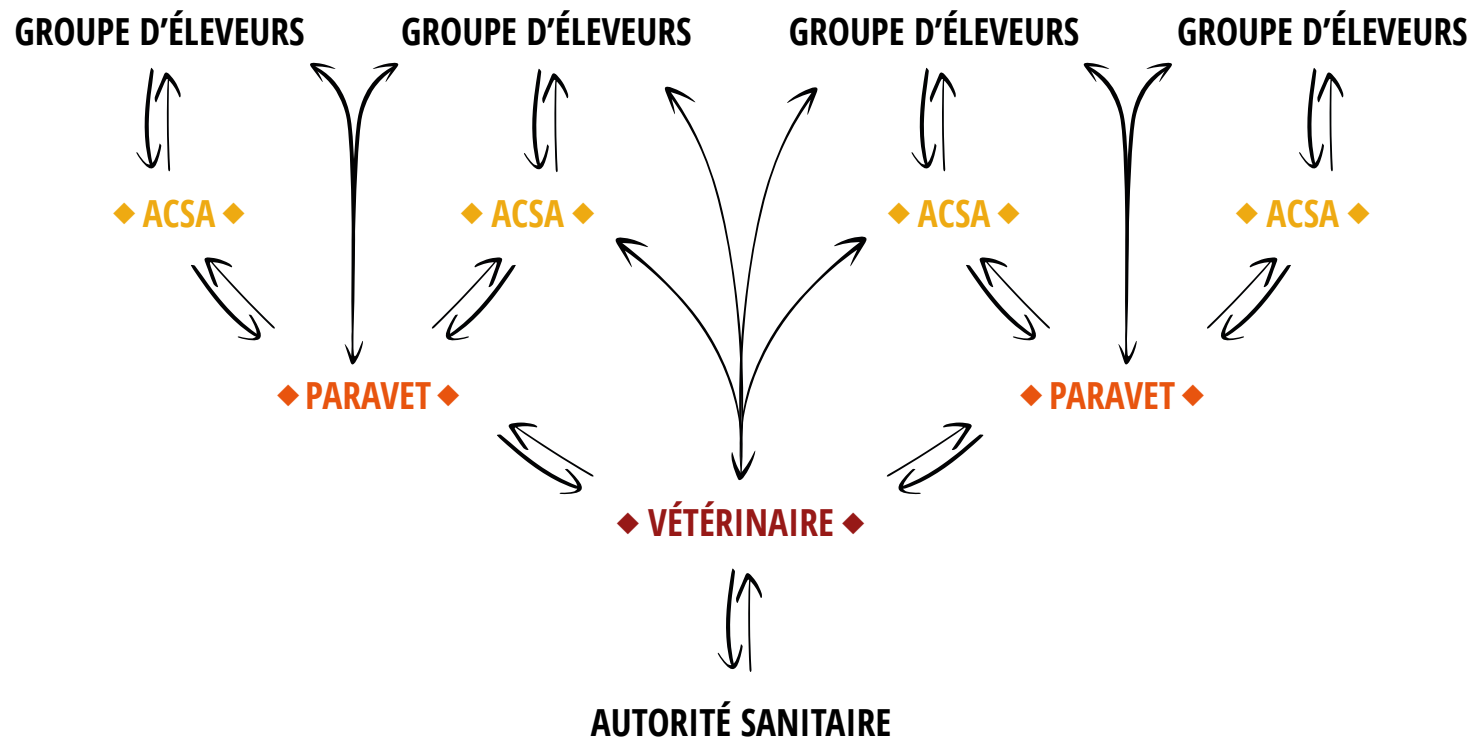 GROUPE D’ÉLEVEURS GROUPE D’ÉLEVEURS GROUPE D’ÉLEVEURS GROUPE D’ÉLEVEURS
◆ ACSA ◆ ◆ ACSA ◆ ◆ ACSA ◆ ◆ ACSA ◆
◆ PARAVET ◆ ◆ PARAVET ◆
◆ VÉTÉRINAIRE ◆
AUTORITÉ SANITAIRE